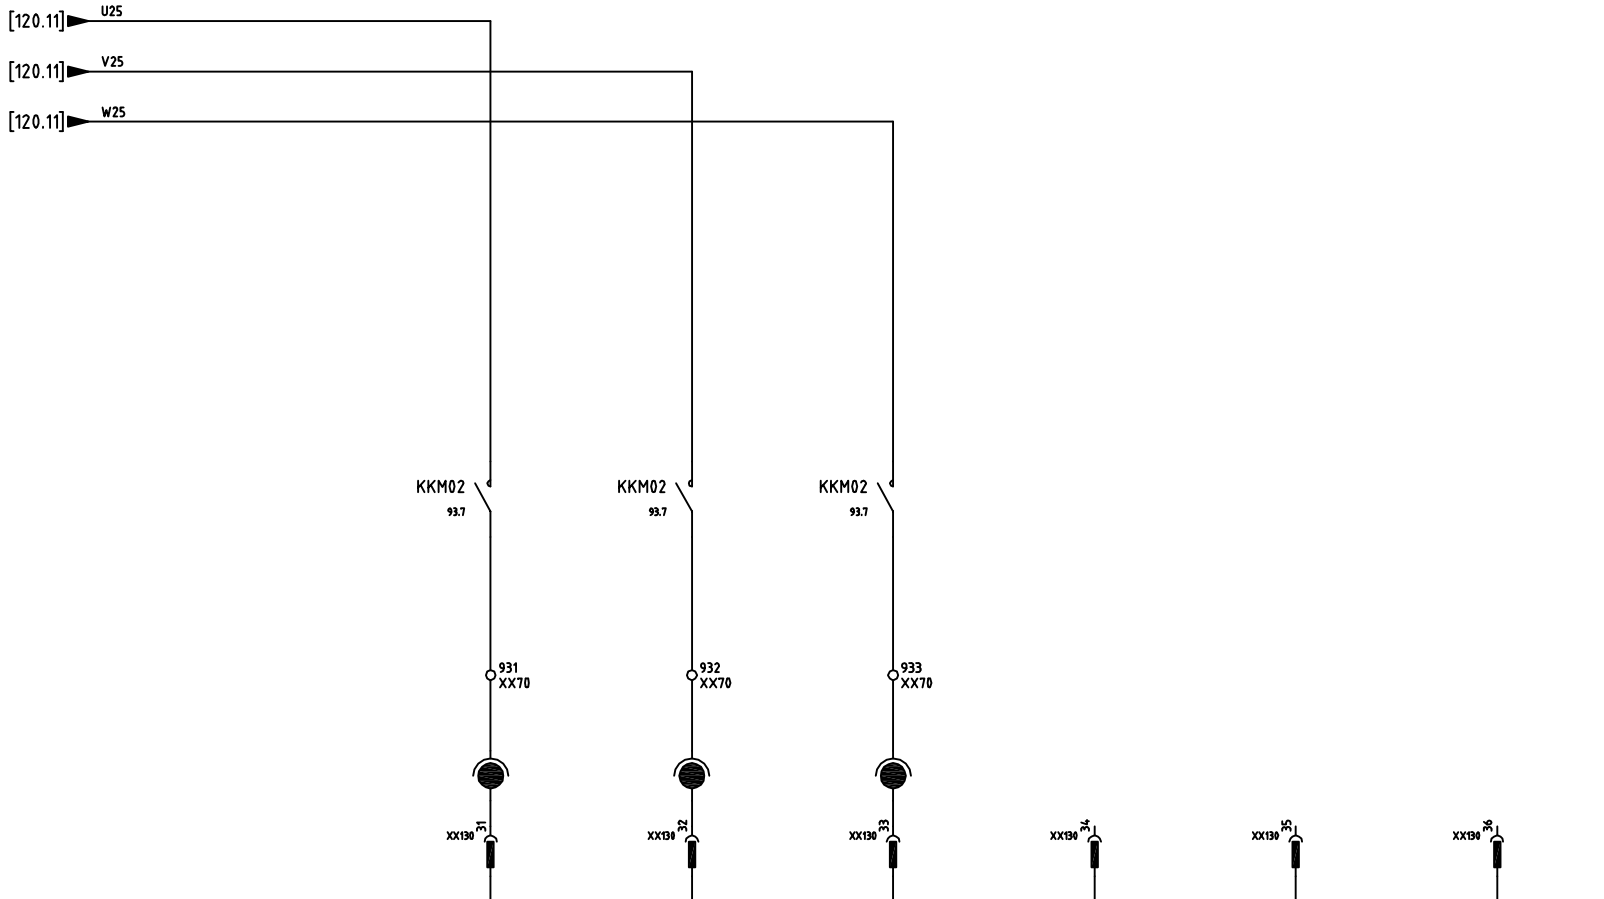 [120.11] U25
[120.11] V25
[120.11] W25
KKM02 KKM02 KKM02
93.7 93.7 93.7
931 932 933
XX70 XX70 XX70
31 32 33 34 35 36
XX130 XX130 XX130 XX130 XX130 XX130